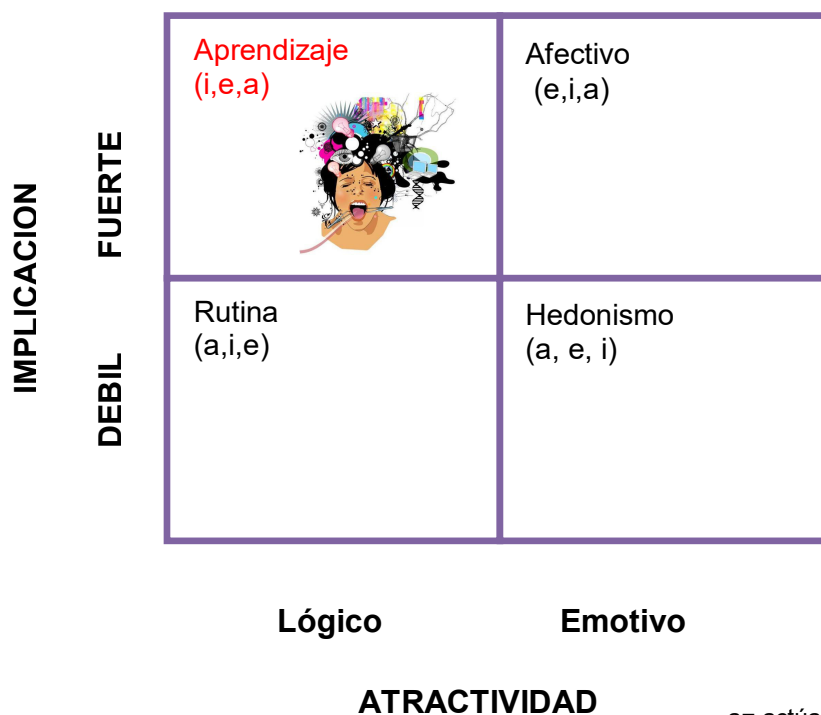 IMPLICACION
FUERTE
DEBIL
Aprendizaje
(i,e,a)
Afectivo
(e,i,a)
Rutina
(a,i,e)
Hedonismo
(a, e, i)
Lógico
Emotivo
ATRACTIVIDAD